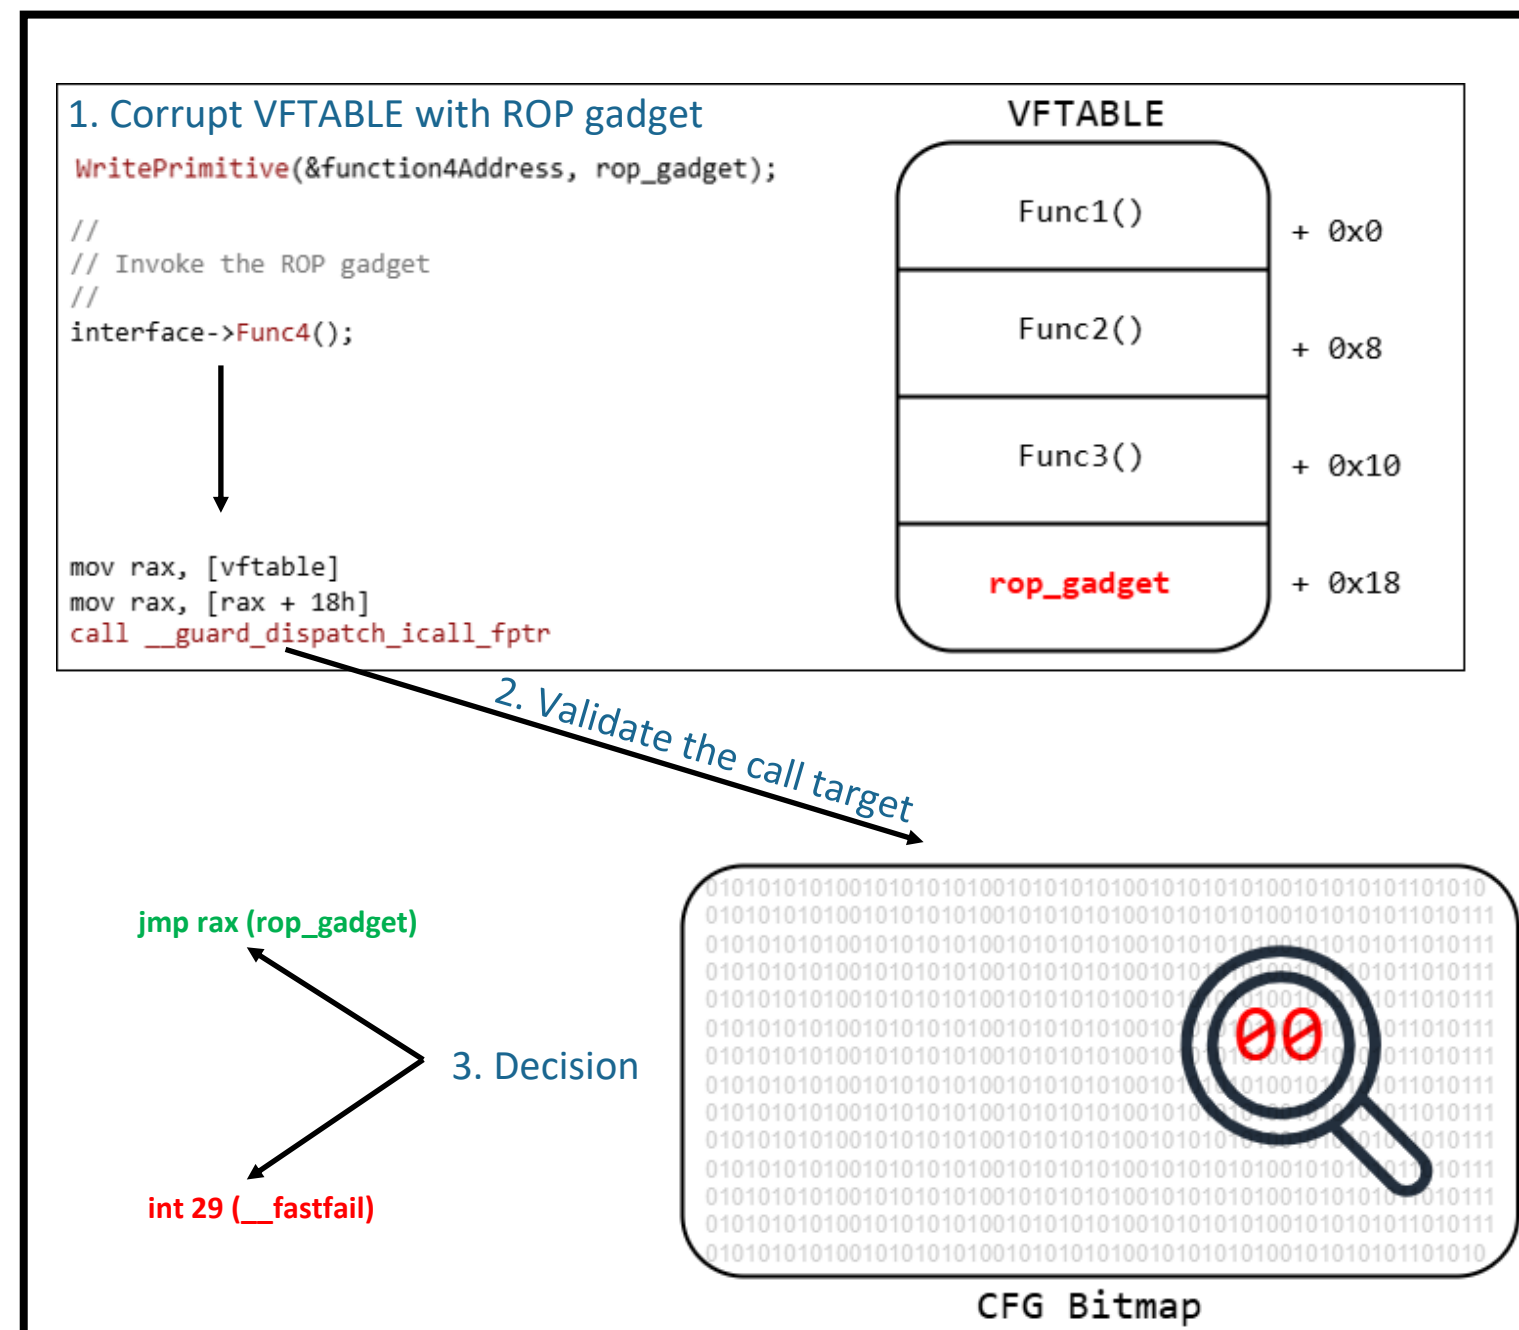 1. Corrupt VFTABLE with ROP gadget
WritePrimitive(&function4Address, rop_gadget);
//
// Invoke the ROP gadget
//
interface->Func4();
mov rax, [vftable]
mov rax, [rax + 18h]
call __guard_dispatch_icall_fptr
VFTABLE
Func1()
+ 0x0
Func2()
+ 0x8
Func3()
+ 0x10
rop_gadget
+ 0x18
2. Validate the call target
jmp rax (rop_gadget)
3. Decision
int 29 (__fastfail)
00
CFG Bitmap